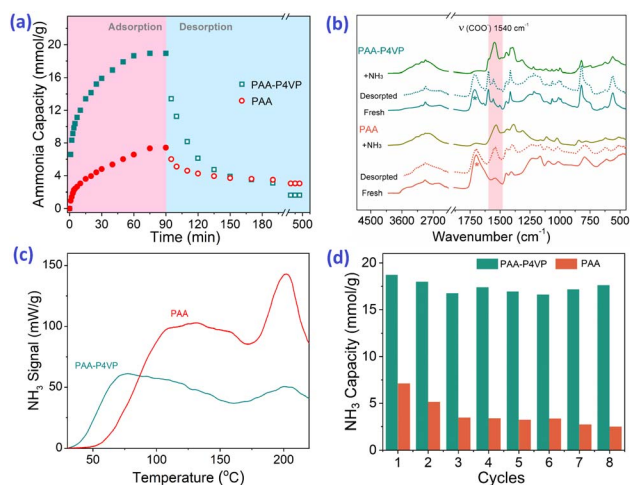 (a)
Adsorption
Desorption
Ammonia Capacity (mmol/g)
24
20
16
12
8
4
0
PAA-P4VP
PAA
0 30 60 90 120 150 190 500
Time (min)
(b)
ν (COO⁻) 1540 cm⁻¹
PAA-P4VP
+NH₃
Desorpted
Fresh
*
PAA
+NH₃
Desorpted
Fresh
*
4500 3600 2700 1750 1500 1250 1000 750 500
Wavenumber (cm⁻¹)
(c)
NH₃ Signal (mW/g)
150
100
50
0
PAA
PAA-P4VP
50 100 150 200
Temperature (°C)
(d)
NH₃ Capacity (mmol/g)
20
15
10
5
0
PAA-P4VP
PAA
1 2 3 4 5 6 7 8
Cycles